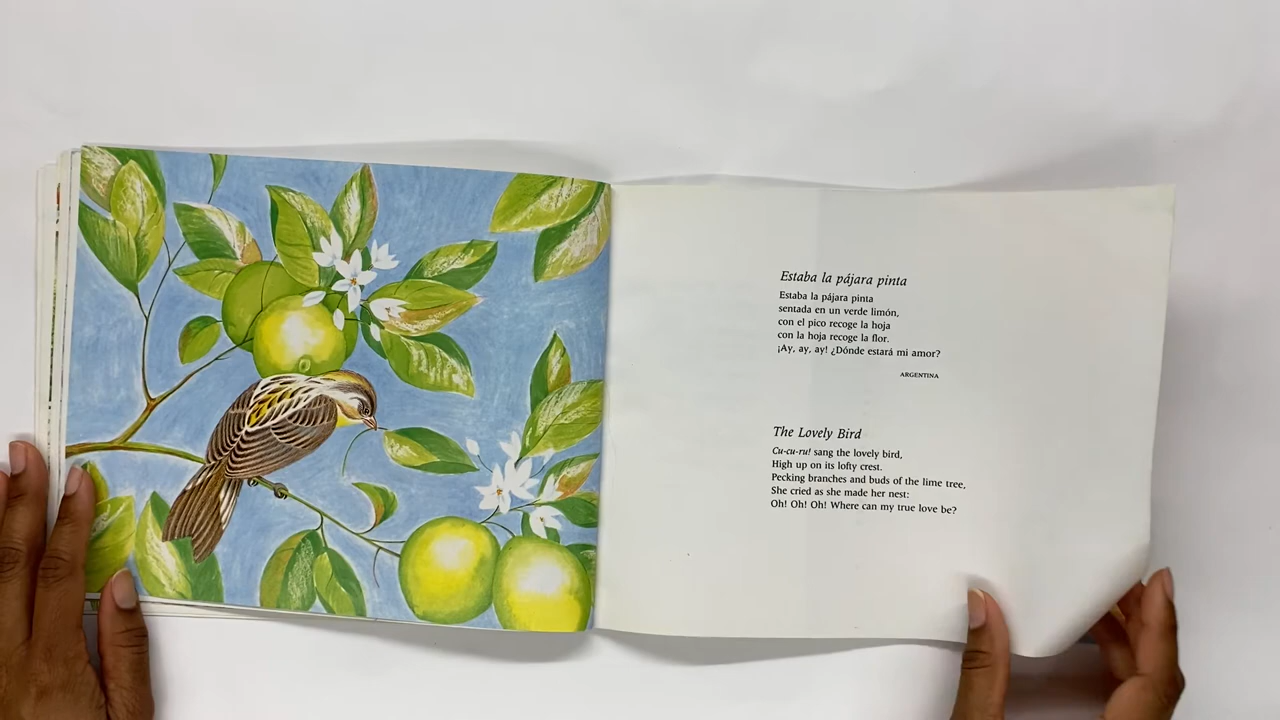 Estaba la pájara pinta
Estaba la pájara pinta
sentada en un verde limón,
con el pico recoge la hoja
con la hoja recoge la flor.
¡Ay, ay, ay! ¿Dónde estará mi amor?
ARGENTINA
The Lovely Bird
Cu-cu-ru! sang the lovely bird,
High up on its lofty crest.
Pecking branches and buds of the lime tree,
She cried as she made her nest:
Oh! Oh! Oh! Where can my true love be?